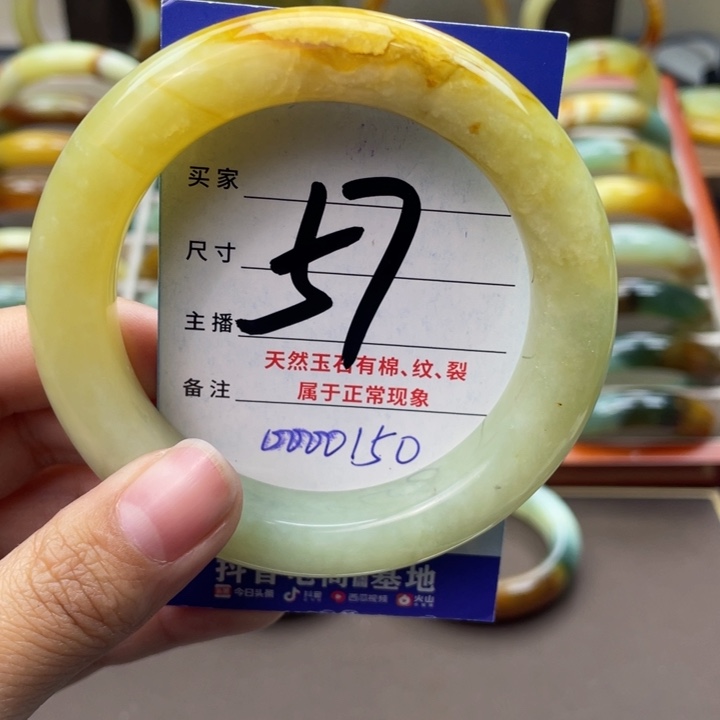 买家
57
尺寸
主播
天然玉石有棉、纹、裂
备注
属于正常现象
0000150
抖音电商 基地
今日头条 抖音 西瓜视频 火山